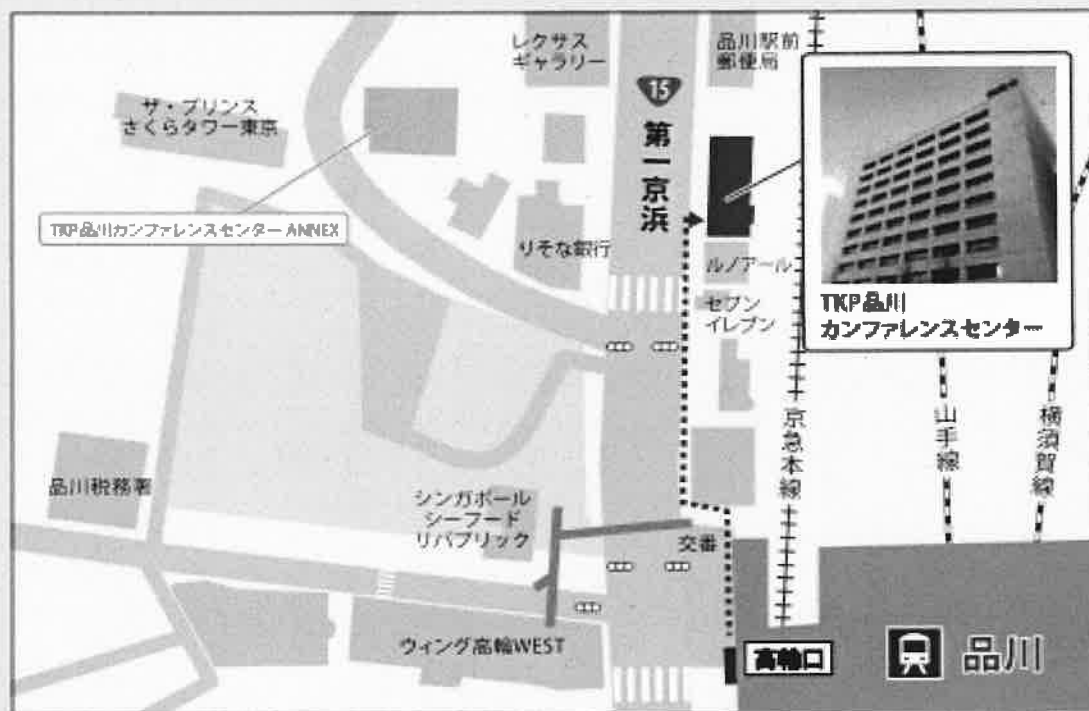 レクサス
ギャラリー
品川駅前
郵便局
15
第一京浜
ザ・プリンス
さくらタワー東京
TKP品川カンファレンスセンター ANNEX
りそな銀行
ルノアール
セブン
イレブン
TKP品川
カンファレンスセンター
京急本線
山手線
横須賀線
品川税務署
シンガポール
シーフード
リパブリック
交番
ウィング高輪WEST
高輪口
品川